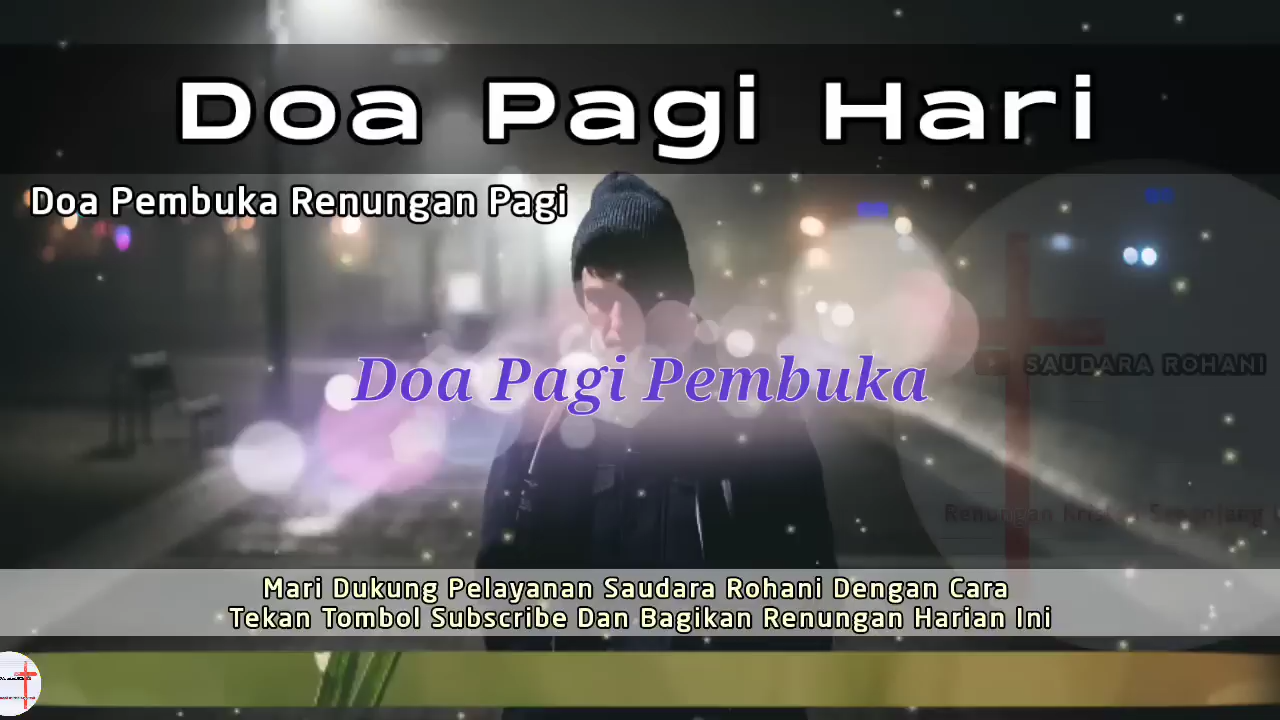 Doa Pagi Hari
Doa Pembuka Renungan Pagi
Doa Pagi Pembuka
SAUDARA ROHANI
Renungan
Mari Dukung Pelayanan Saudara Rohani Dengan Cara
Tekan Tombol Subscribe Dan Bagikan Renungan Harian Ini